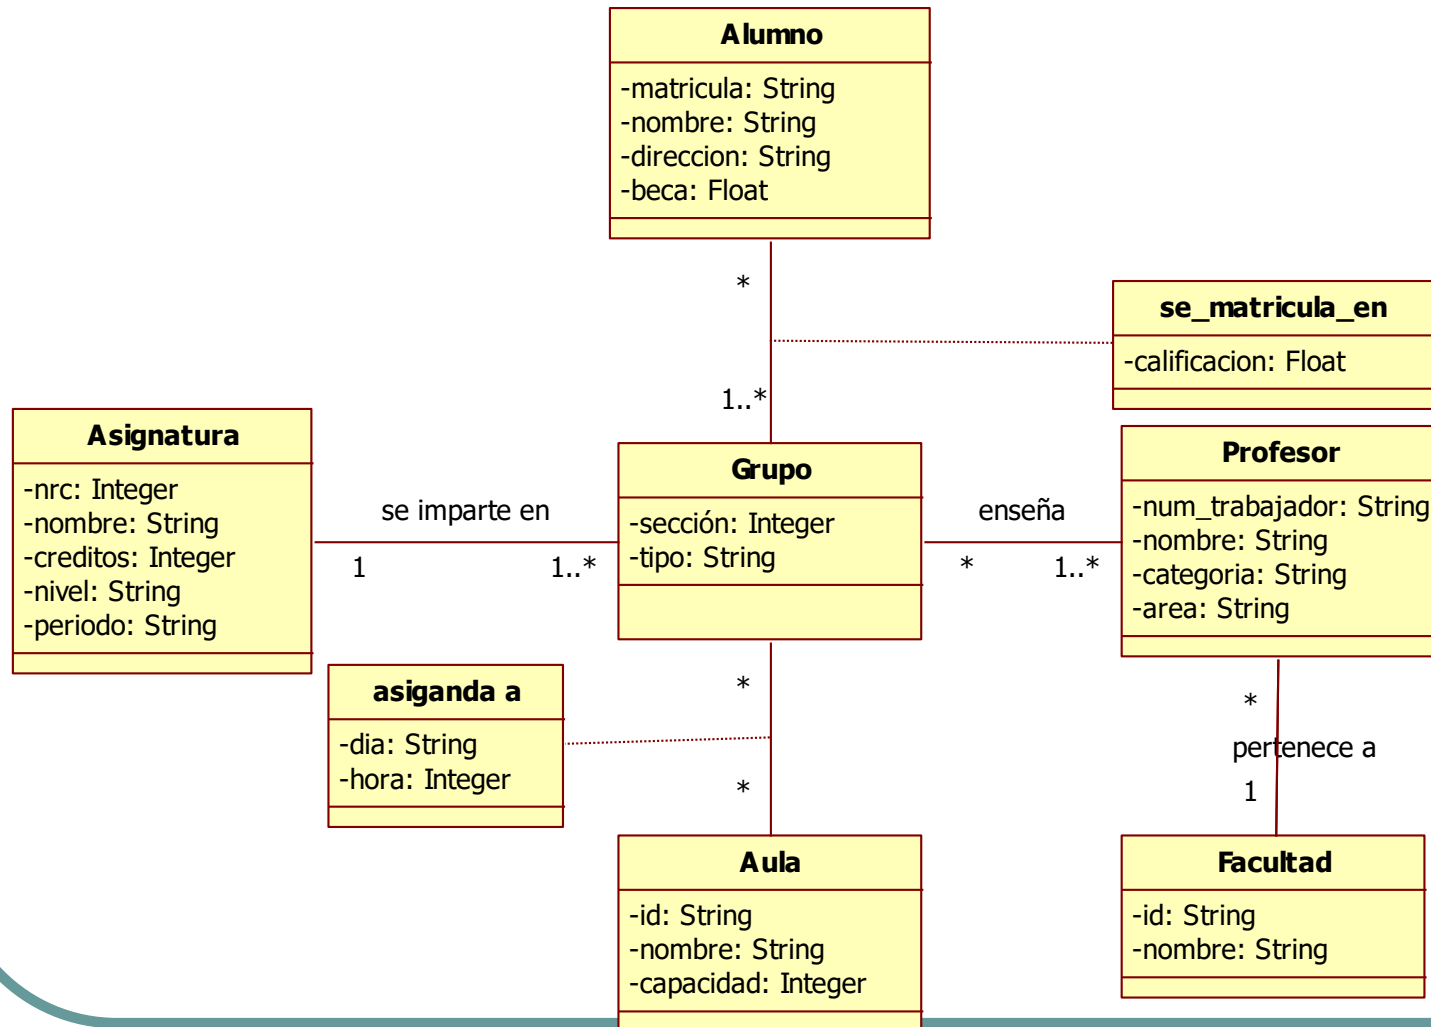 Alumno
-matricula: String
-nombre: String
-direccion: String
-beca: Float
*
1..*
se_matricula_en
-calificacion: Float
Asignatura
-nrc: Integer
-nombre: String
-creditos: Integer
-nivel: String
-periodo: String
se imparte en
1
1..*
Grupo
-sección: Integer
-tipo: String
enseña
*
1..*
Profesor
-num_trabajador: String
-nombre: String
-categoria: String
-area: String
asiganda a
-dia: String
-hora: Integer
*
*
*
pertenece a
1
Aula
-id: String
-nombre: String
-capacidad: Integer
Facultad
-id: String
-nombre: String